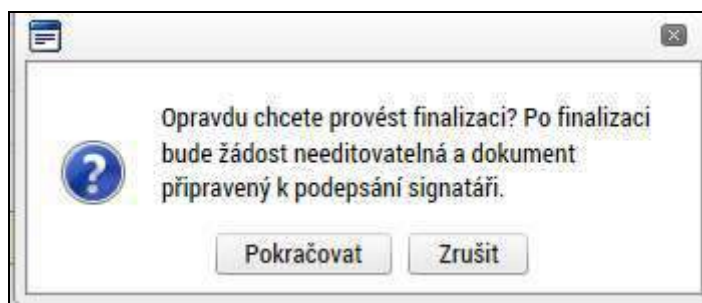 Opravdu chcete provést finalizaci? Po finalizaci
bude žádost needitovatelná a dokument
připravený k podepsání signatáři.
Pokračovat
Zrušit